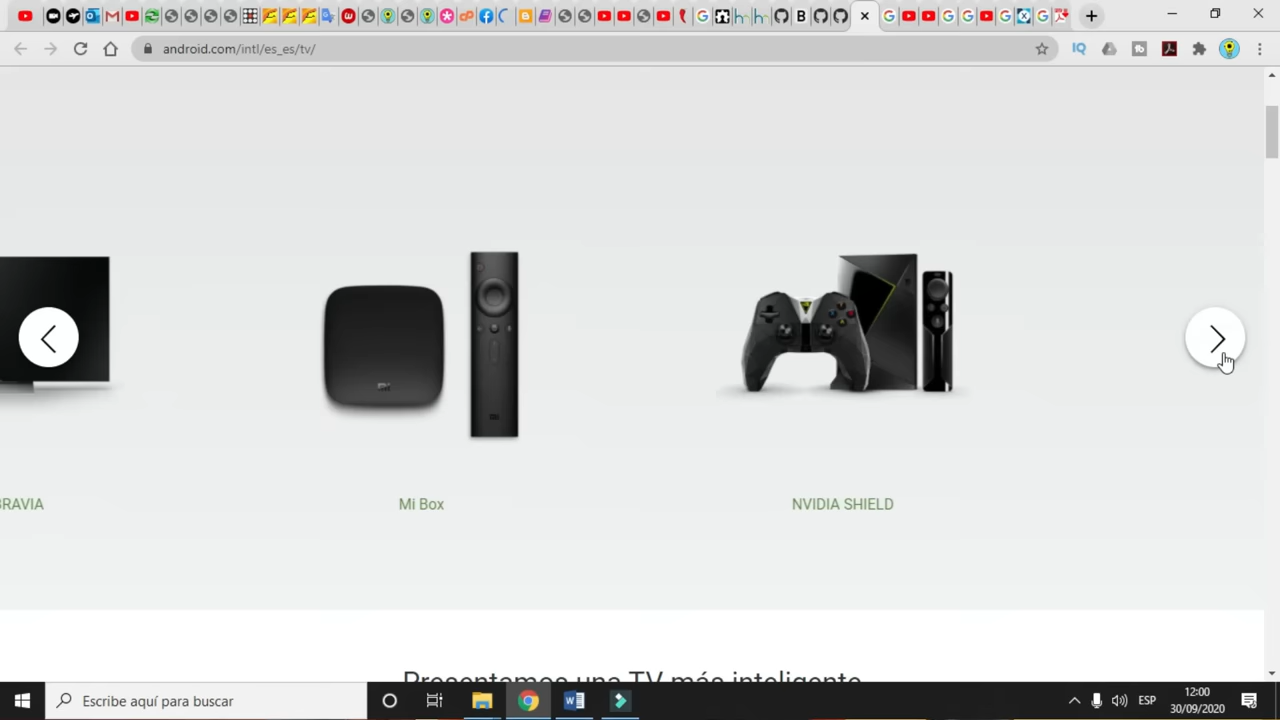 android.com/intl/es_es/tv/
BRAVIA
Mi Box
NVIDIA SHIELD
Presentamos una TV más inteligente
Escribe aquí para buscar
ESP
12:00
30/09/2020